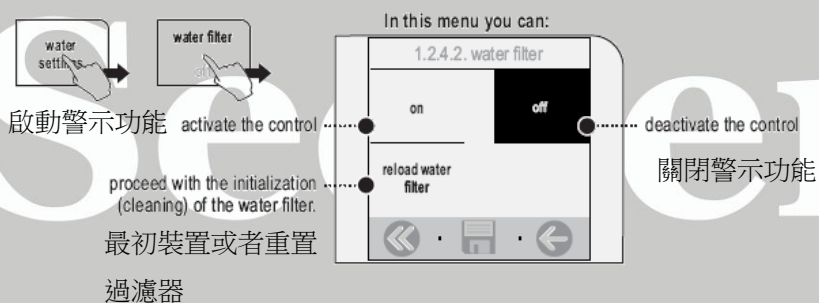 In this menu you can:
water
settings
water filter
1.2.4.2. water filter
on
off
啟動警示功能 activate the control
deactivate the control
關閉警示功能
reload water
filter
proceed with the initialization
(cleaning) of the water filter.
最初裝置或者重置
過濾器